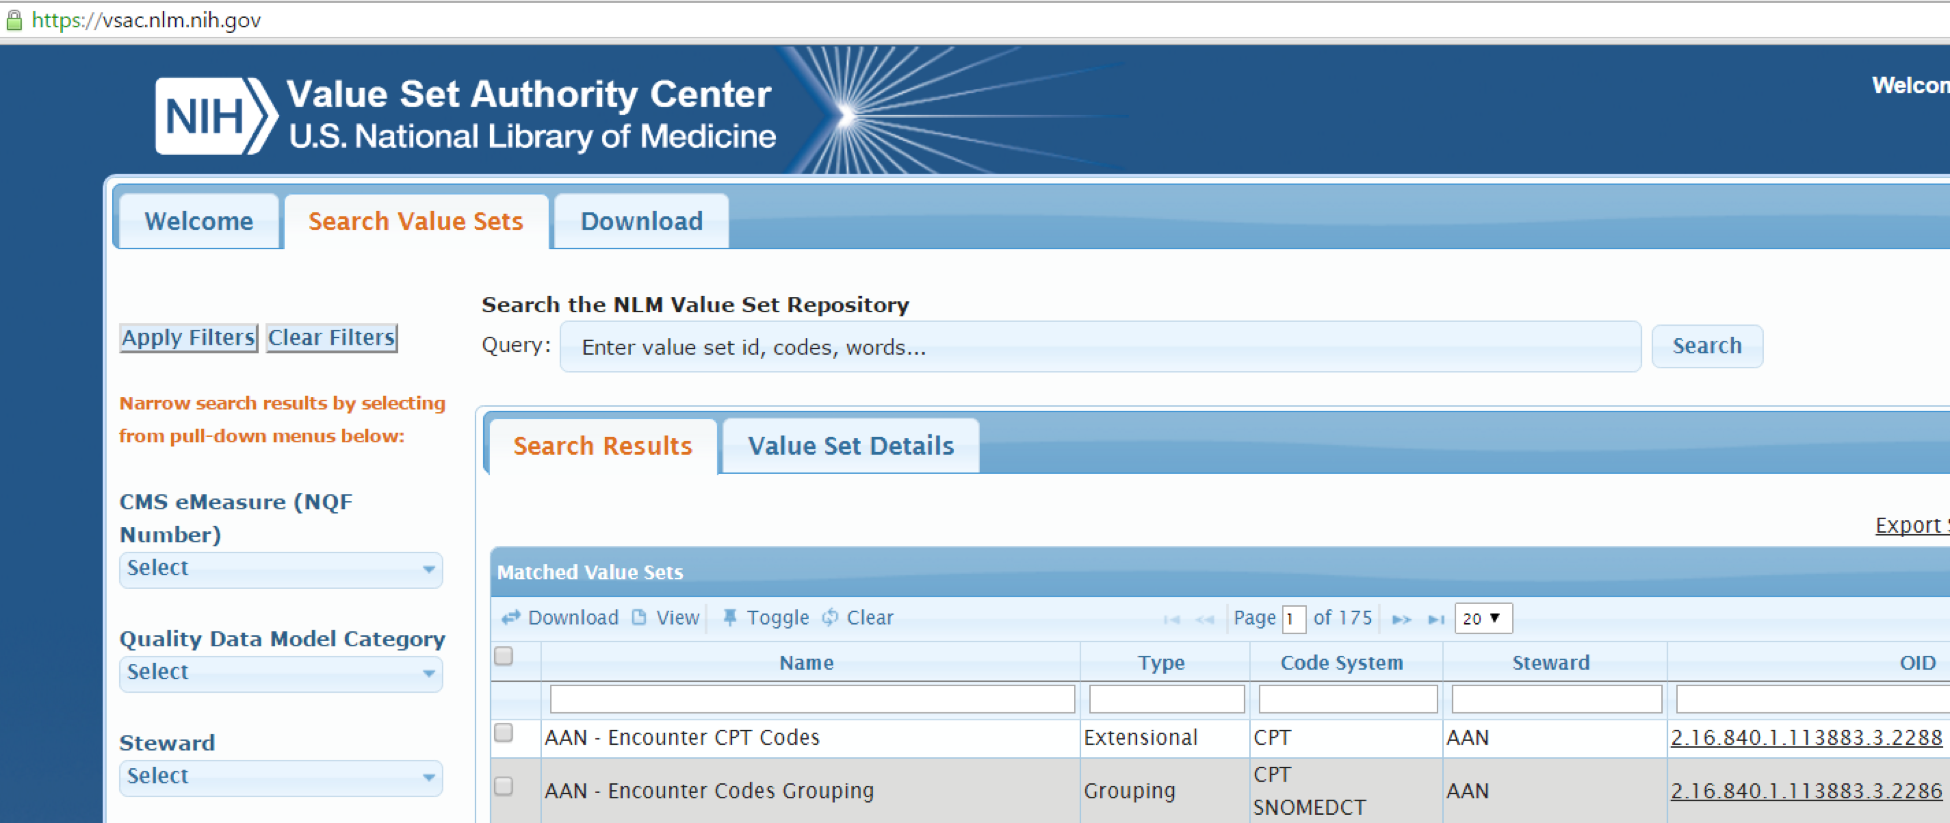 https://vsac.nlm.nih.gov
NIH
Value Set Authority Center
U.S. National Library of Medicine
Welcom
Welcome
Search Value Sets
Download
Search the NLM Value Set Repository
Apply Filters Clear Filters
Query: Enter value set id, codes, words... Search
Narrow search results by selecting
from pull-down menus below:
Search Results
Value Set Details
CMS eMeasure (NQF
Number)
Select
Export S
Matched Value Sets
Download View Toggle Clear Page 1 of 175 20
Quality Data Model Category
Select
Name Type Code System Steward OID
Steward
Select
AAN - Encounter CPT Codes Extensional CPT AAN 2.16.840.1.113883.3.2288
AAN - Encounter Codes Grouping Grouping CPT SNOMEDCT AAN 2.16.840.1.113883.3.2286